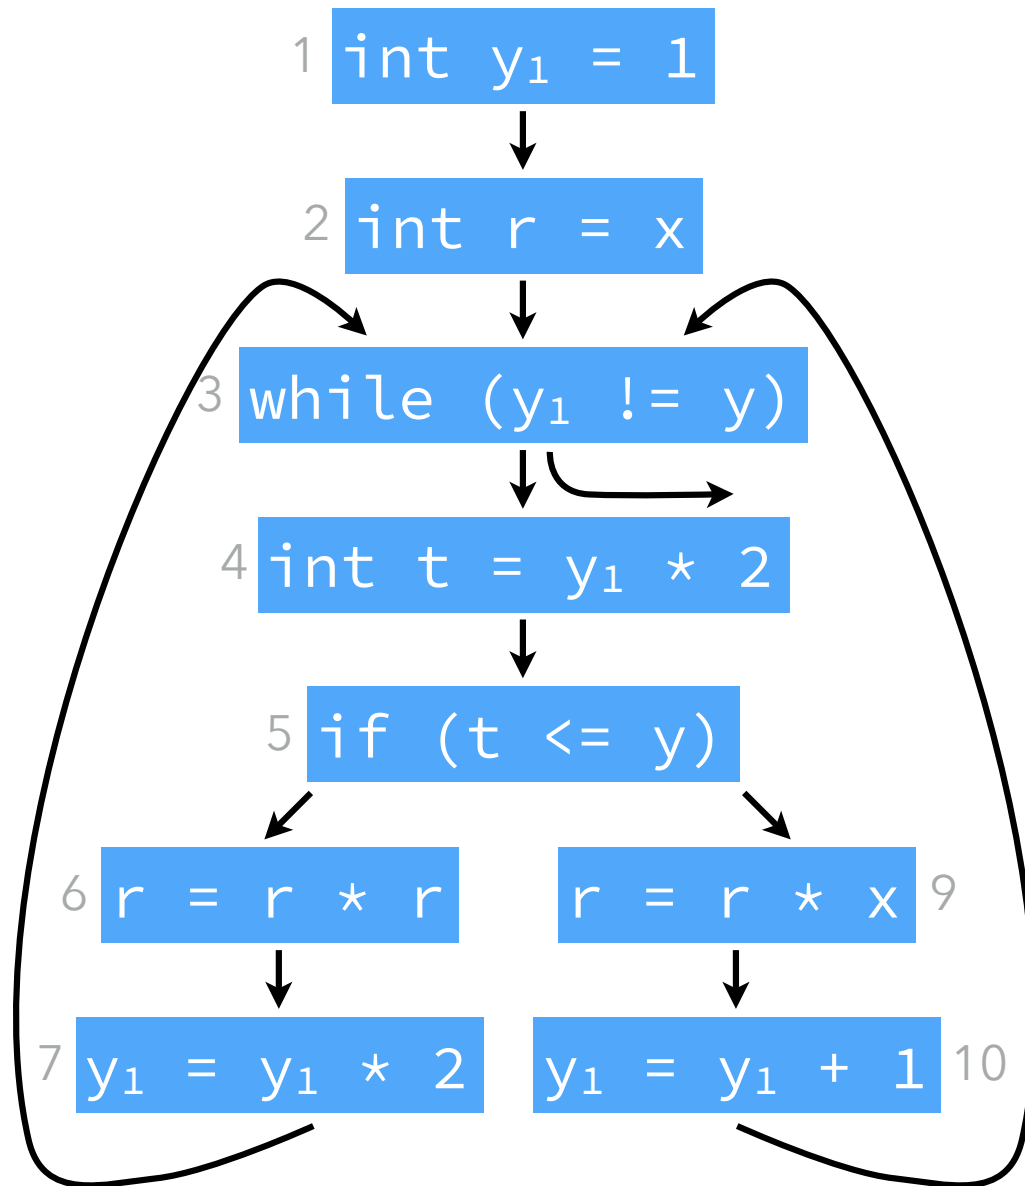 1 int y₁ = 1
2 int r = x
3 while (y₁ != y)
4 int t = y₁ * 2
5 if (t <= y)
6 r = r * r
r = r * x 9
7 y₁ = y₁ * 2
y₁ = y₁ + 1 10